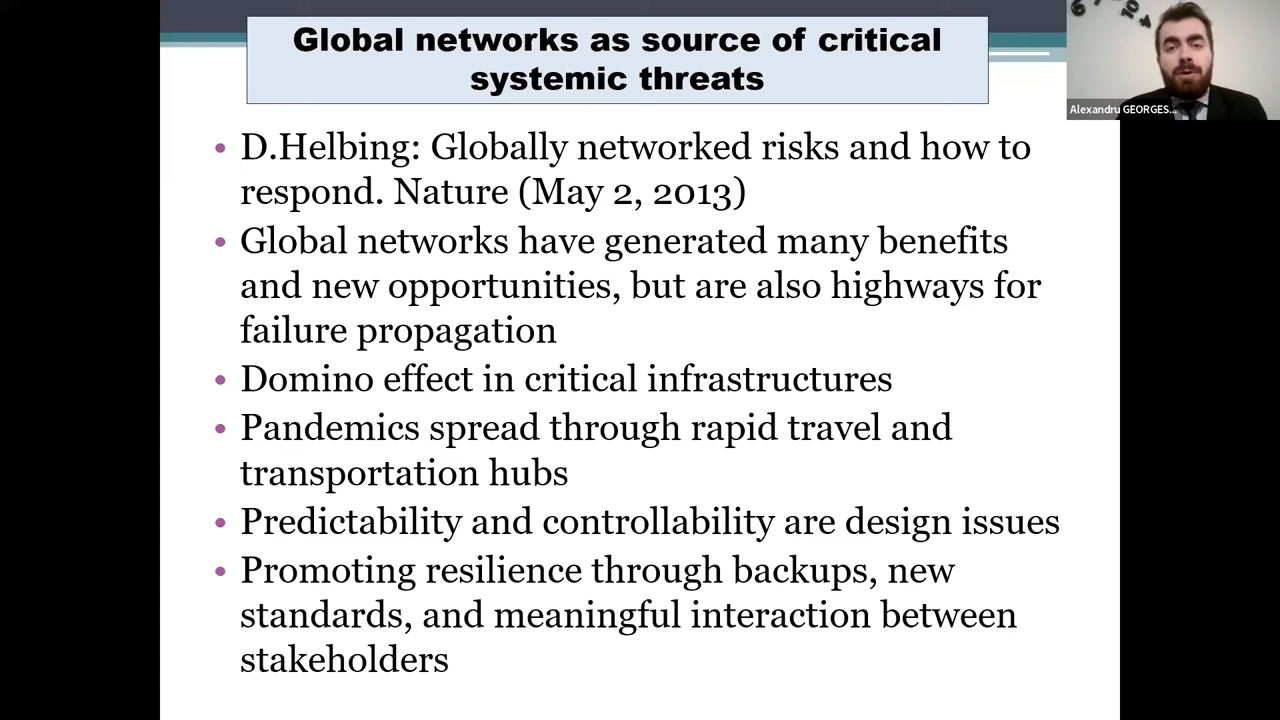 Global networks as source of critical
systemic threats
Alexandru GEORGES...
• D.Helbing: Globally networked risks and how to
respond. Nature (May 2, 2013)
• Global networks have generated many benefits
and new opportunities, but are also highways for
failure propagation
• Domino effect in critical infrastructures
• Pandemics spread through rapid travel and
transportation hubs
• Predictability and controllability are design issues
• Promoting resilience through backups, new
standards, and meaningful interaction between
stakeholders